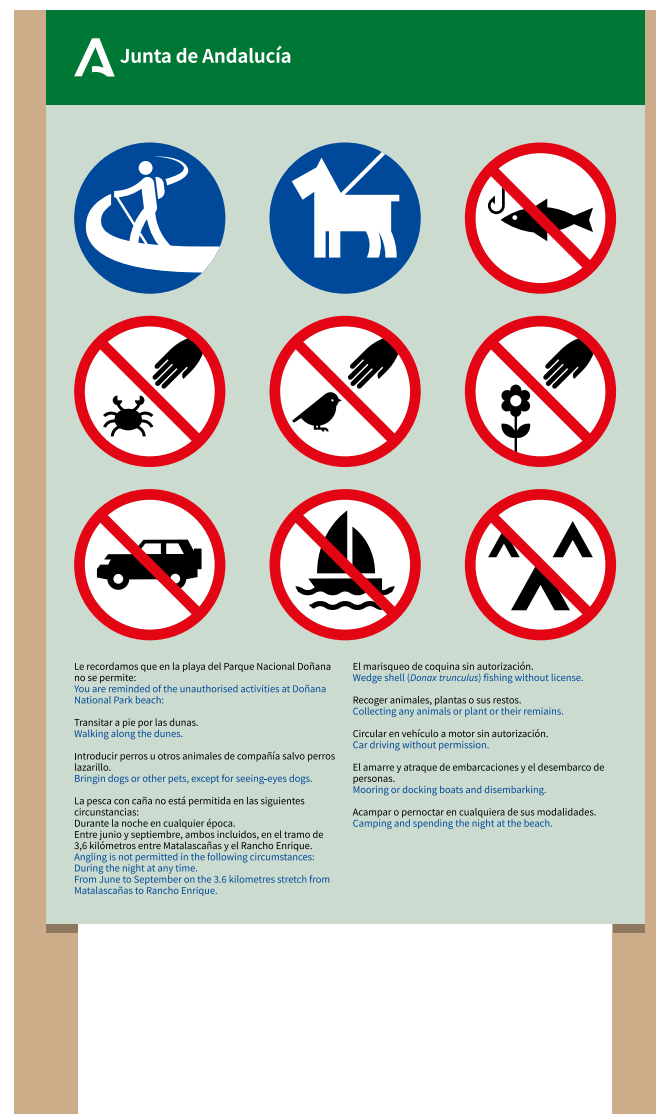 Junta de Andalucía
Le recordamos que en la playa del Parque Nacional Doñana
no se permite:
You are reminded of the unauthorised activities at Doñana
National Park beach:
Transitar a pie por las dunas.
Walking along the dunes.
Introducir perros u otros animales de compañía salvo perros
lazarillo.
Bringin dogs or other pets, except for seeing-eyes dogs.
La pesca con caña no está permitida en las siguientes
circunstancias:
Durante la noche en cualquier época.
Entre junio y septiembre, ambos incluidos, en el tramo de
3,6 kilómetros entre Matalascañas y el Rancho Enrique.
Angling is not permitted in the following circumstances:
During the night at any time.
From June to September on the 3.6 kilometres stretch from
Matalascañas to Rancho Enrique.
El marisqueo de coquina sin autorización.
Wedge shell (Donax trunculus) fishing without license.
Recoger animales, plantas o sus restos.
Collecting any animals or plant or their remiains.
Circular en vehículo a motor sin autorización.
Car driving without permission.
El amarre y atraque de embarcaciones y el desembarco de
personas.
Mooring or docking boats and disembarking.
Acampar o pernoctar en cualquiera de sus modalidades.
Camping and spending the night at the beach.